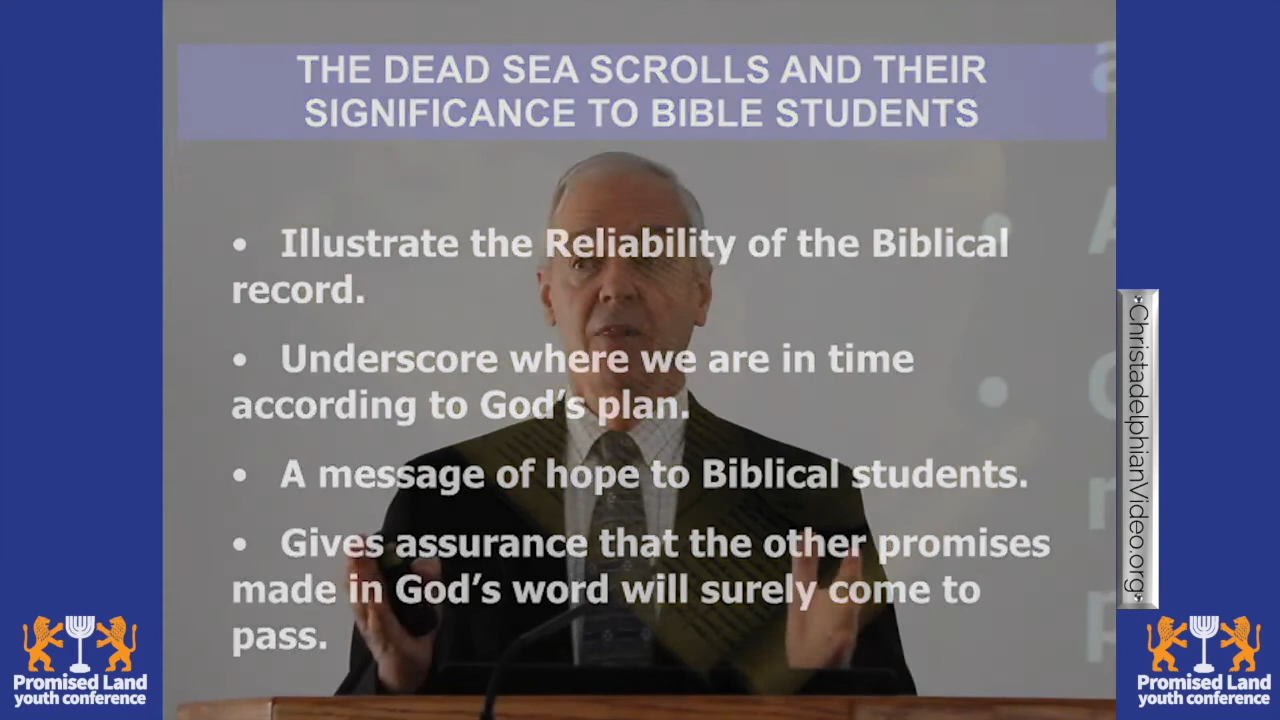 THE DEAD SEA SCROLLS AND THEIR
SIGNIFICANCE TO BIBLE STUDENTS
• Illustrate the Reliability of the Biblical
record.
• Underscore where we are in time
according to God's plan.
• A message of hope to Biblical students.
• Gives assurance that the other promises
made in God's word will surely come to
pass.
•ChristadelphianVideo.org•
Promised Land
youth conference
Promised Land
youth conference